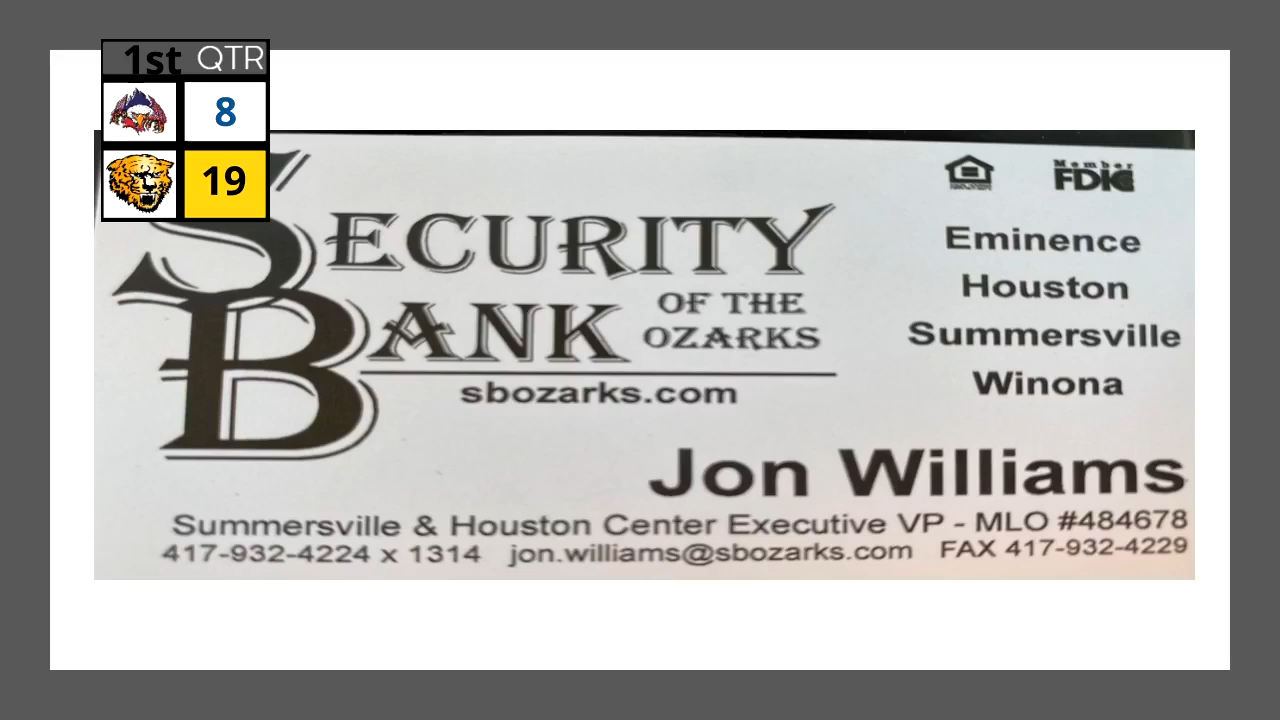 1st QTR
8
19
SECURITY
BANK OF THE OZARKS
sbozarks.com
Member
FDIC
Eminence
Houston
Summersville
Winona
Jon Williams
Summersville & Houston Center Executive VP - MLO #484678
417-932-4224 x 1314 jon.williams@sbozarks.com FAX 417-932-4229